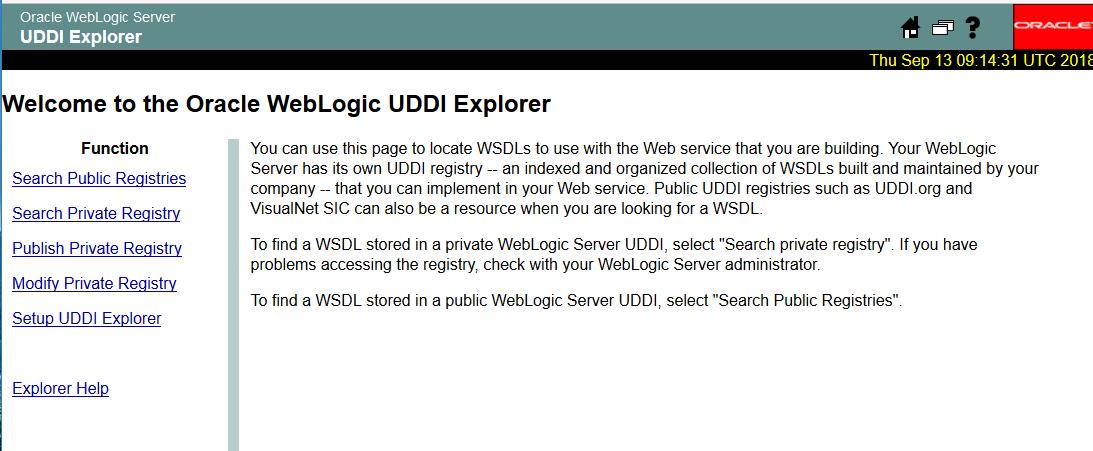 Oracle WebLogic Server
UDDI Explorer
?
ORACLE
Thu Sep 13 09:14:31 UTC 2018
Welcome to the Oracle WebLogic UDDI Explorer
Function
Search Public Registries
Search Private Registry
Publish Private Registry
Modify Private Registry
Setup UDDI Explorer
Explorer Help
You can use this page to locate WSDLs to use with the Web service that you are building. Your WebLogic
Server has its own UDDI registry -- an indexed and organized collection of WSDLs built and maintained by your
company -- that you can implement in your Web service. Public UDDI registries such as UDDI.org and
VisualNet SIC can also be a resource when you are looking for a WSDL.
To find a WSDL stored in a private WebLogic Server UDDI, select "Search private registry". If you have
problems accessing the registry, check with your WebLogic Server administrator.
To find a WSDL stored in a public WebLogic Server UDDI, select "Search Public Registries".